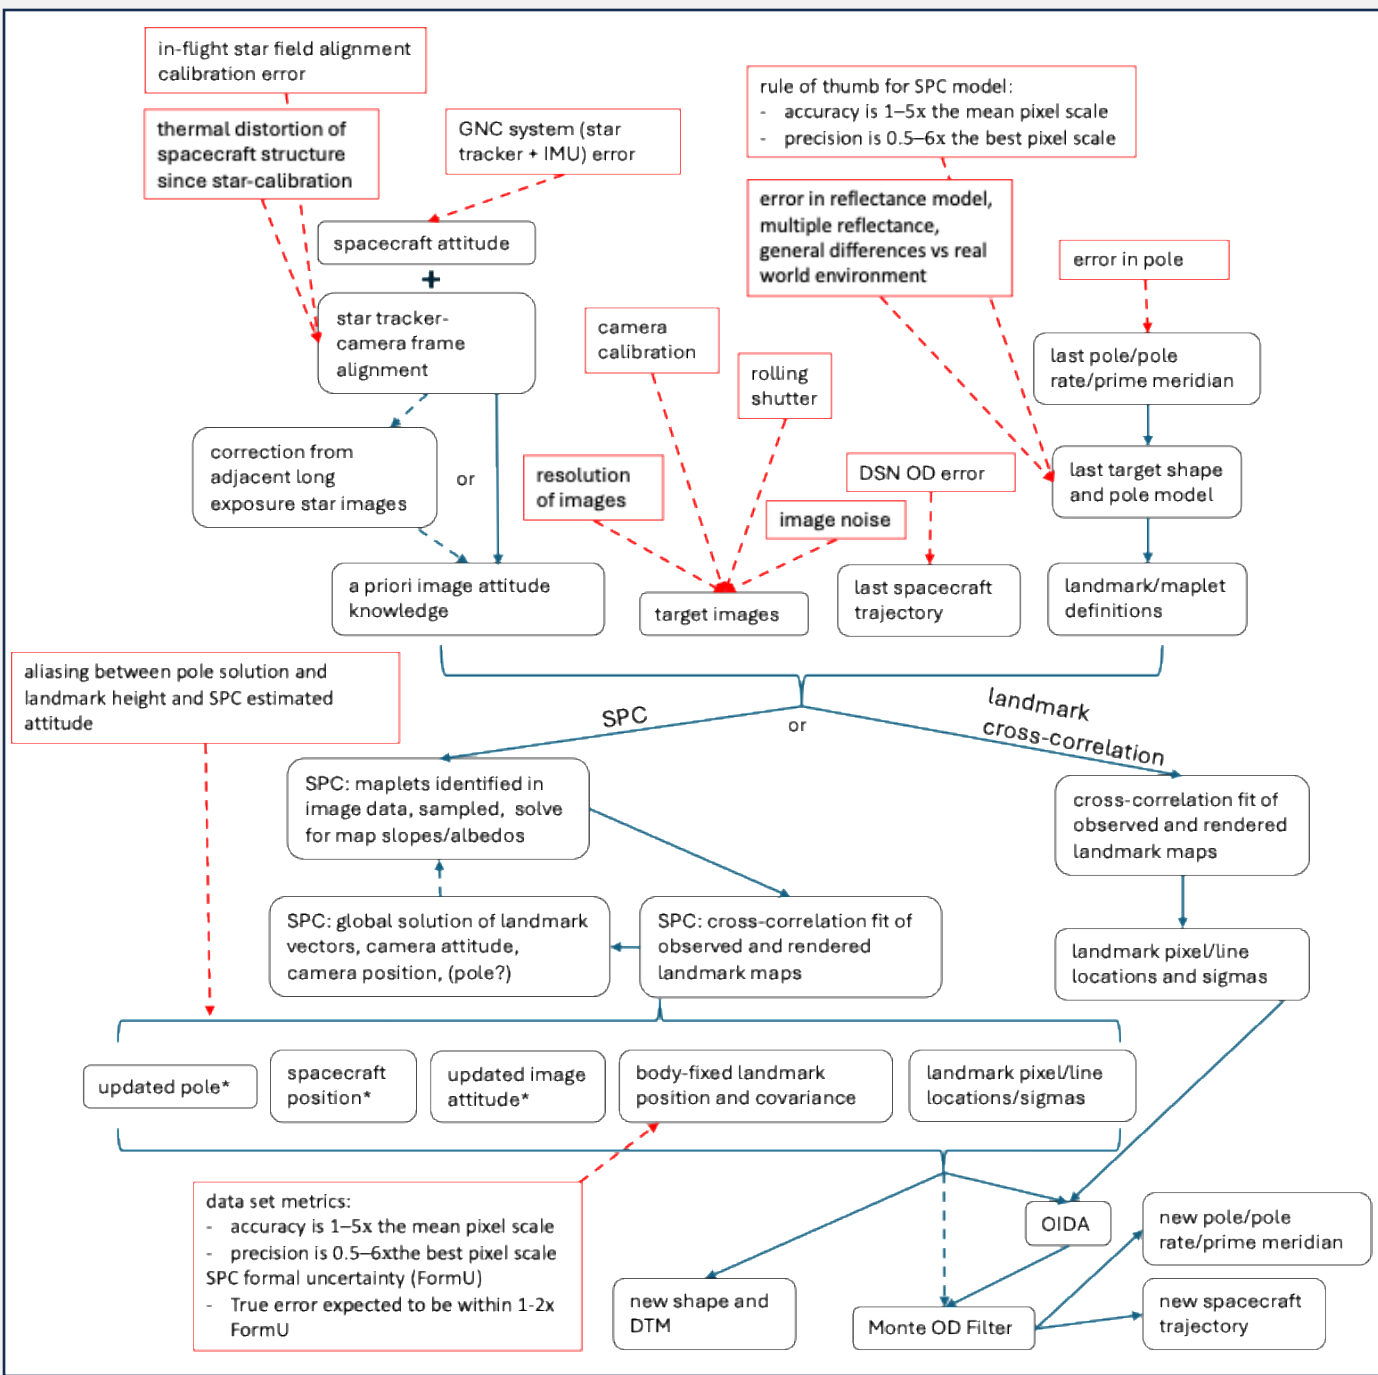 in-flight star field alignment
calibration error
thermal distortion of
spacecraft structure
since star-calibration
GNC system (star
tracker + IMU) error
rule of thumb for SPC model:
- accuracy is 1–5x the mean pixel scale
- precision is 0.5–6x the best pixel scale
error in reflectance model,
multiple reflectance,
general differences vs real
world environment
error in pole
spacecraft attitude
+
star tracker-
camera frame
alignment
camera
calibration
rolling
shutter
last pole/pole
rate/prime meridian
correction from
adjacent long
exposure star images
or
resolution
of images
image noise
DSN OD error
last target shape
and pole model
a priori image attitude
knowledge
target images
last spacecraft
trajectory
landmark/maplet
definitions
aliasing between pole solution and
landmark height and SPC estimated
attitude
SPC
or
landmark
cross-correlation
SPC: maplets identified in
image data, sampled, solve
for map slopes/albedos
cross-correlation fit of
observed and rendered
landmark maps
SPC: global solution of landmark
vectors, camera attitude,
camera position, (pole?)
SPC: cross-correlation fit of
observed and rendered
landmark maps
landmark pixel/line
locations and sigmas
updated pole*
spacecraft
position*
updated image
attitude*
body-fixed landmark
position and covariance
landmark pixel/line
locations/sigmas
data set metrics:
- accuracy is 1–5x the mean pixel scale
- precision is 0.5–6xthe best pixel scale
SPC formal uncertainty (FormU)
- True error expected to be within 1-2x
FormU
OIDA
new pole/pole
rate/prime meridian
new shape and
DTM
Monte OD Filter
new spacecraft
trajectory